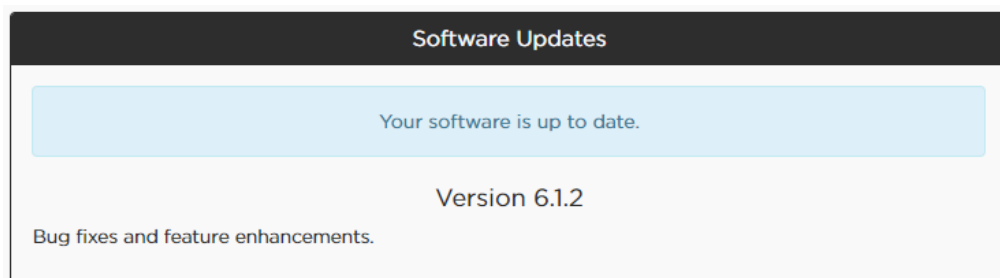 Software Updates
Your software is up to date.
Version 6.1.2
Bug fixes and feature enhancements.